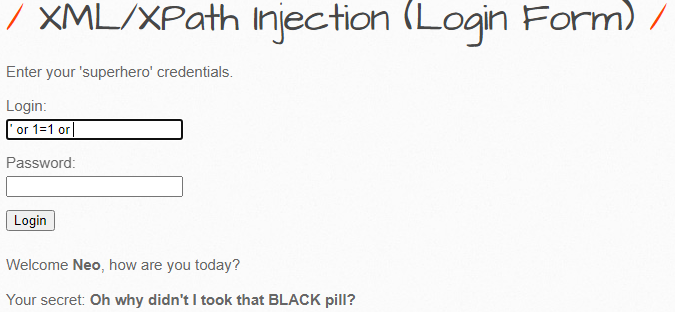 / XML/XPath Injection (Login Form) /
Enter your 'superhero' credentials.
Login:
' or 1=1 or
Password:
Login
Welcome Neo, how are you today?
Your secret: Oh why didn't I took that BLACK pill?